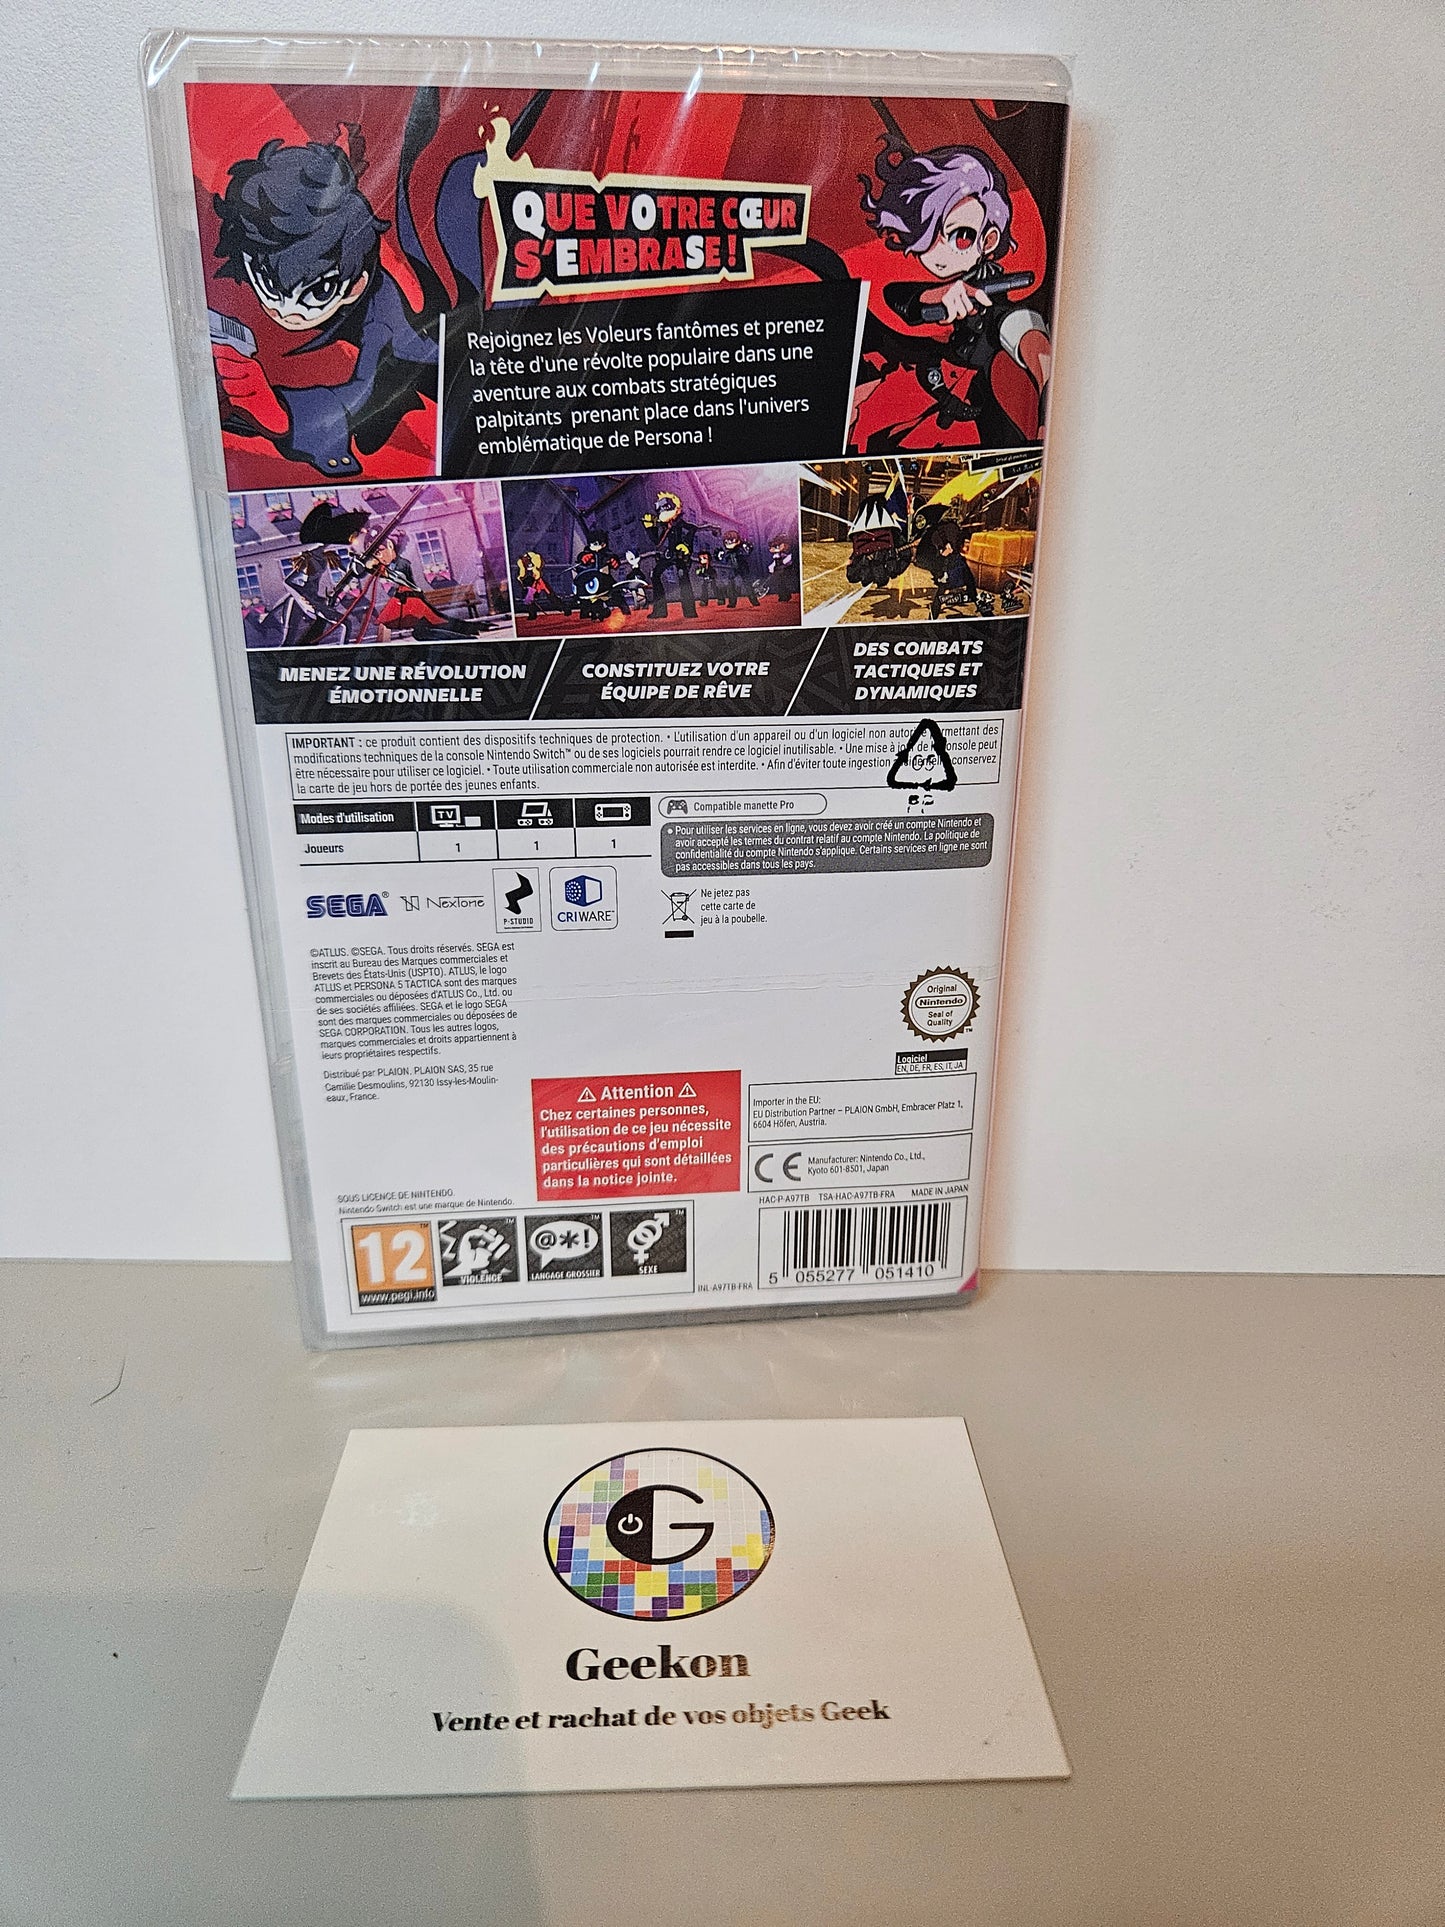 QUE VOTRE CŒUR
S'EMBRASE !
Rejoignez les Voleurs fantômes et prenez
la tête d'une révolte populaire dans une
aventure aux combats stratégiques
palpitants prenant place dans l'univers
emblématique de Persona !
MENEZ UNE RÉVOLUTION
ÉMOTIONNELLE
CONSTITUEZ VOTRE
ÉQUIPE DE RÊVE
DES COMBATS
TACTIQUES ET
DYNAMIQUES
IMPORTANT : ce produit contient des dispositifs techniques de protection. • L'utilisation d'un appareil ou d'un logiciel non mettant des
modifications techniques de la console Nintendo Switch™ ou de ses logiciels pourrait rendre ce logiciel inutilisable. • Une mise à de onsole peut
être nécessaire pour utiliser ce logiciel. • Toute utilisation commerciale non autorisée est interdite. • Afin d'éviter toute ingestion conservez
la carte de jeu hors de portée des jeunes enfants.
Modes d'utilisation
TV
Joueurs
1
1
1
Compatible manette Pro
• Pour utiliser les services en ligne, vous devez avoir créé un compte Nintendo et
avoir accepté les termes du contrat relatif au compte Nintendo. La politique de
confidentialité du compte Nintendo s'applique. Certains services en ligne ne sont
pas accessibles dans tous les pays.
SEGA®
NexTone
P-STUDIO
CRIWARE™
Ne jetez pas
cette carte de
jeu à la poubelle.
©ATLUS. ©SEGA. Tous droits réservés. SEGA est
inscrit au Bureau des Marques commerciales et
Brevets des États-Unis (USPTO). ATLUS, le logo
ATLUS et PERSONA 5 TACTICA sont des marques
commerciales ou déposées d'ATLUS Co., Ltd. ou
de ses sociétés affiliées. SEGA et le logo SEGA
sont des marques commerciales ou déposées de
SEGA CORPORATION. Tous les autres logos,
marques commerciales et droits appartiennent à
leurs propriétaires respectifs.
Distribué par PLAION. PLAION SAS, 35 rue
Camille Desmoulins, 92130 Issy-les-Moulin-
eaux, France.
Original
Nintendo
Seal of
Quality
™
Logiciel
EN, DE, FR, ES, IT, JA
Attention
Chez certaines personnes,
l'utilisation de ce jeu nécessite
des précautions d'emploi
particulières qui sont détaillées
dans la notice jointe.
Importer in the EU:
EU Distribution Partner – PLAION GmbH, Embracer Platz 1,
6604 Höfen, Austria.
CE
Manufacturer: Nintendo Co., Ltd.,
Kyoto 601-8501, Japan
HAC-P-A97TB TSA-HAC-A97TB-FRA MADE IN JAPAN
SOUS LICENCE DE NINTENDO.
Nintendo Switch est une marque de Nintendo.
12
www.pegi.info
VIOLENCE
@*!
LANGAGE GROSSIER
SEXE
INL-A97TB-FRA
5 055277 051410
G
Geekon
Vente et rachat de vos objets Geek